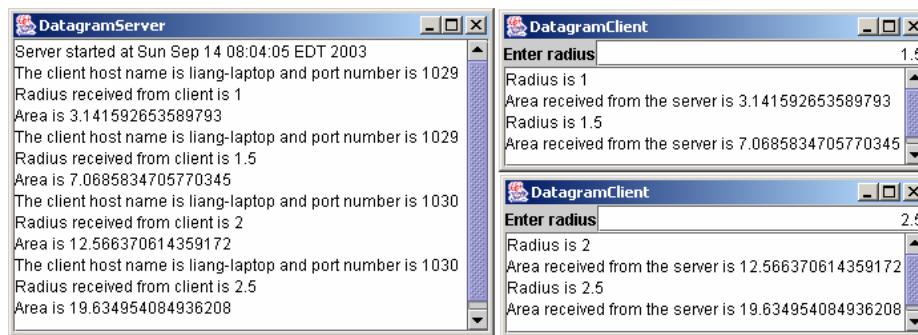 DatagramServer
Server started at Sun Sep 14 08:04:05 EDT 2003
The client host name is liang-laptop and port number is 1029
Radius received from client is 1
Area is 3.141592653589793
The client host name is liang-laptop and port number is 1029
Radius received from client is 1.5
Area is 7.0685834705770345
The client host name is liang-laptop and port number is 1030
Radius received from client is 2
Area is 12.566370614359172
The client host name is liang-laptop and port number is 1030
Radius received from client is 2.5
Area is 19.634954084936208
DatagramClient
Enter radius 1.5
Radius is 1
Area received from the server is 3.141592653589793
Radius is 1.5
Area received from the server is 7.0685834705770345
DatagramClient
Enter radius 2.5
Radius is 2
Area received from the server is 12.566370614359172
Radius is 2.5
Area received from the server is 19.634954084936208